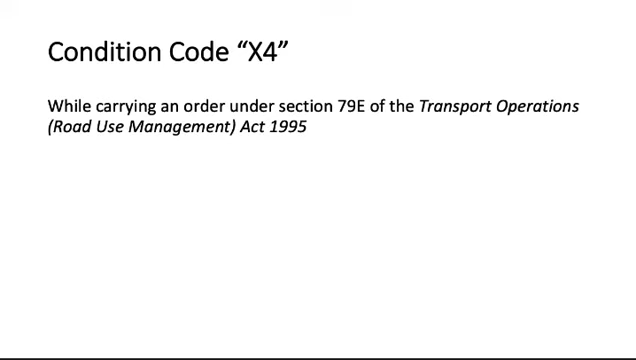 Condition Code “X4”
While carrying an order under section 79E of the Transport Operations
(Road Use Management) Act 1995